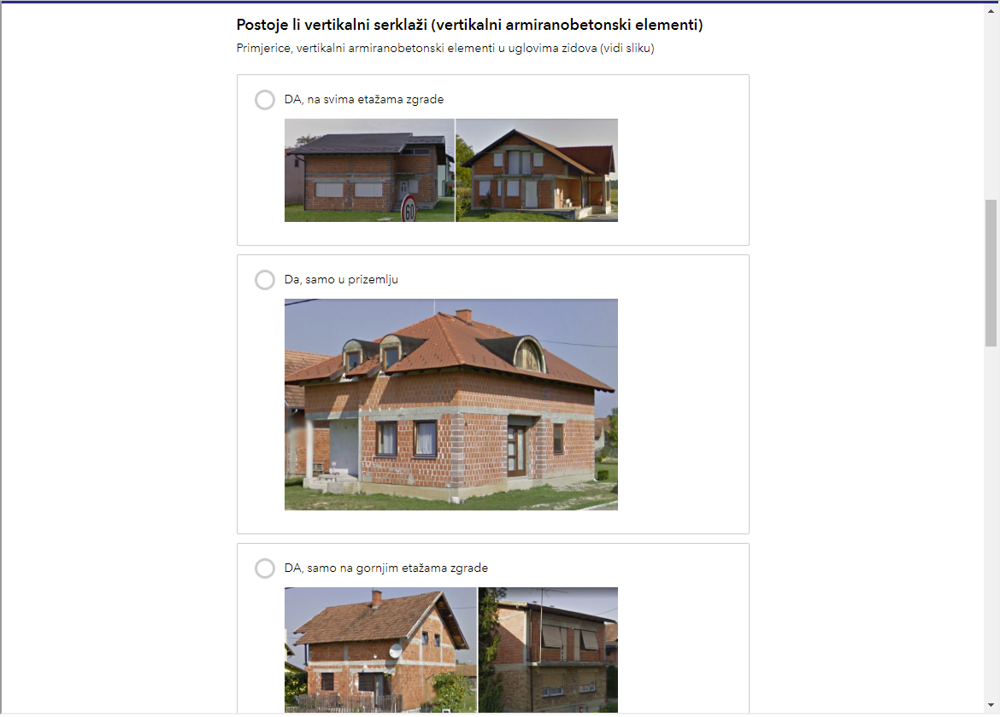 Postoje li vertikalni serklaži (vertikalni armiranobetonski elementi)
Primjerice, vertikalni armiranobetonski elementi u uglovima zidova (vidi sliku)
DA, na svima etažama zgrade
60
Da, samo u prizemlju
DA, samo na gornjim etažama zgrade